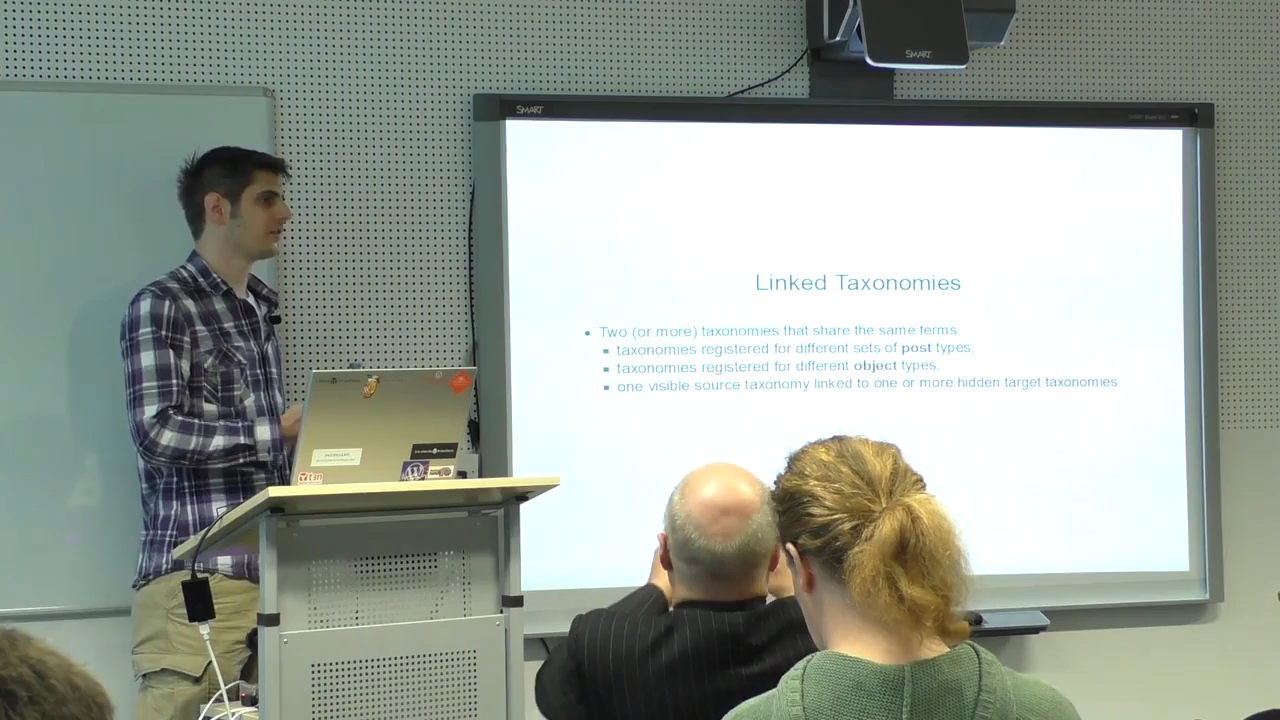 SMART
SMART
Linked Taxonomies
• Two (or more) taxonomies that share the same terms
▪ taxonomies registered for different sets of post types,
▪ taxonomies registered for different object types,
▪ one visible source taxonomy linked to one or more hidden target taxonomies
tan